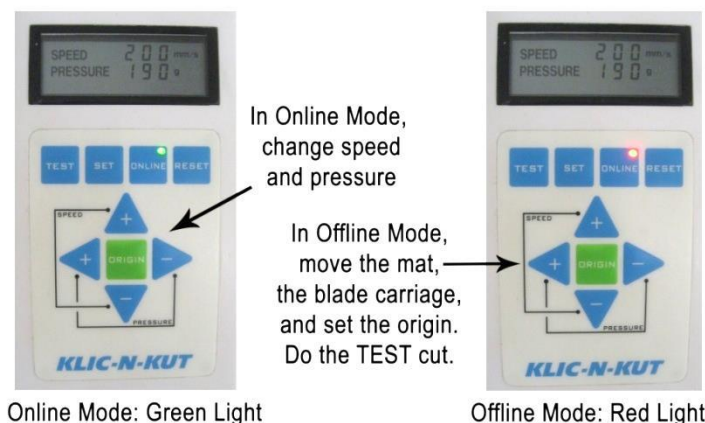 SPEED 200 mm/s
PRESSURE 190 g
TEST SET ONLINE RESET
SPEED
+
+ ORIGIN -
-
PRESSURE
KLIC-N-KUT
Online Mode: Green Light
In Online Mode,
change speed
and pressure
In Offline Mode,
move the mat,
the blade carriage,
and set the origin.
Do the TEST cut.
SPEED 200 mm/s
PRESSURE 190 g
TEST SET ONLINE RESET
SPEED
+
+ ORIGIN -
-
PRESSURE
KLIC-N-KUT
Offline Mode: Red Light